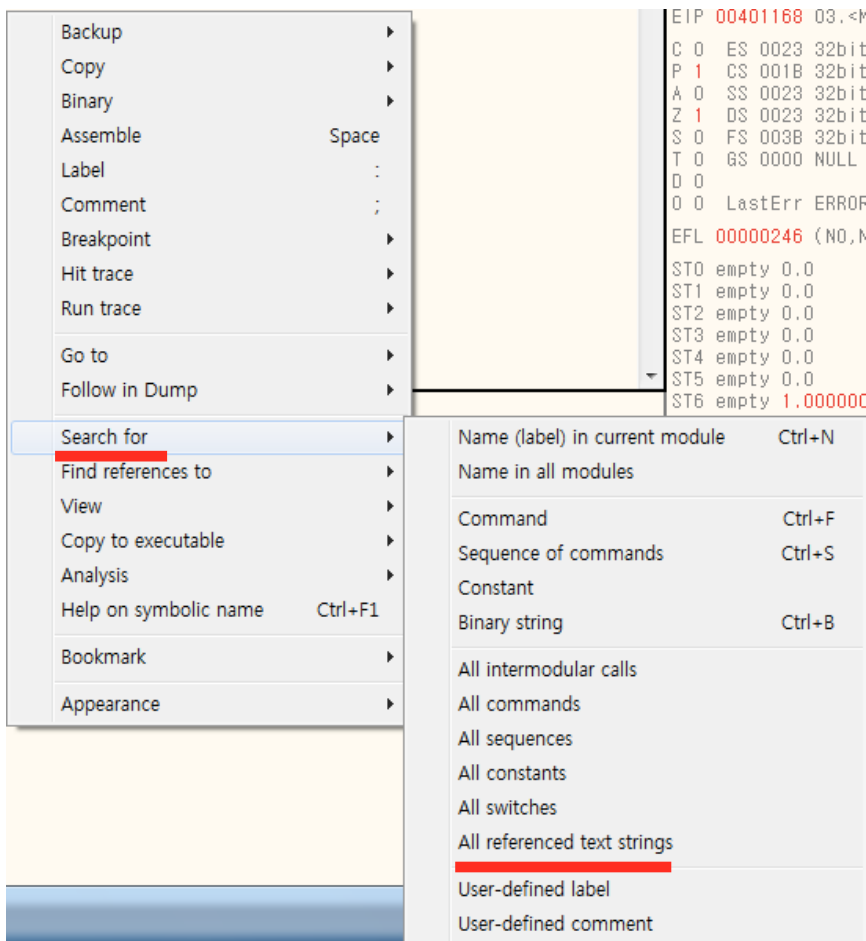 Backup
Copy
Binary
Assemble Space
Label :
Comment ;
Breakpoint
Hit trace
Run trace
Go to
Follow in Dump
Search for
Find references to
View
Copy to executable
Analysis
Help on symbolic name Ctrl+F1
Bookmark
Appearance
Name (label) in current module Ctrl+N
Name in all modules
Command Ctrl+F
Sequence of commands Ctrl+S
Constant
Binary string Ctrl+B
All intermodular calls
All commands
All sequences
All constants
All switches
All referenced text strings
User-defined label
User-defined comment
EIP 00401168 03.<M
C 0 ES 0023 32bit
P 1 CS 001B 32bit
A 0 SS 0023 32bit
Z 1 DS 0023 32bit
S 0 FS 003B 32bit
T 0 GS 0000 NULL
D 0
O 0 LastErr ERROR
EFL 00000246 (NO,N
ST0 empty 0.0
ST1 empty 0.0
ST2 empty 0.0
ST3 empty 0.0
ST4 empty 0.0
ST5 empty 0.0
ST6 empty 1.000000